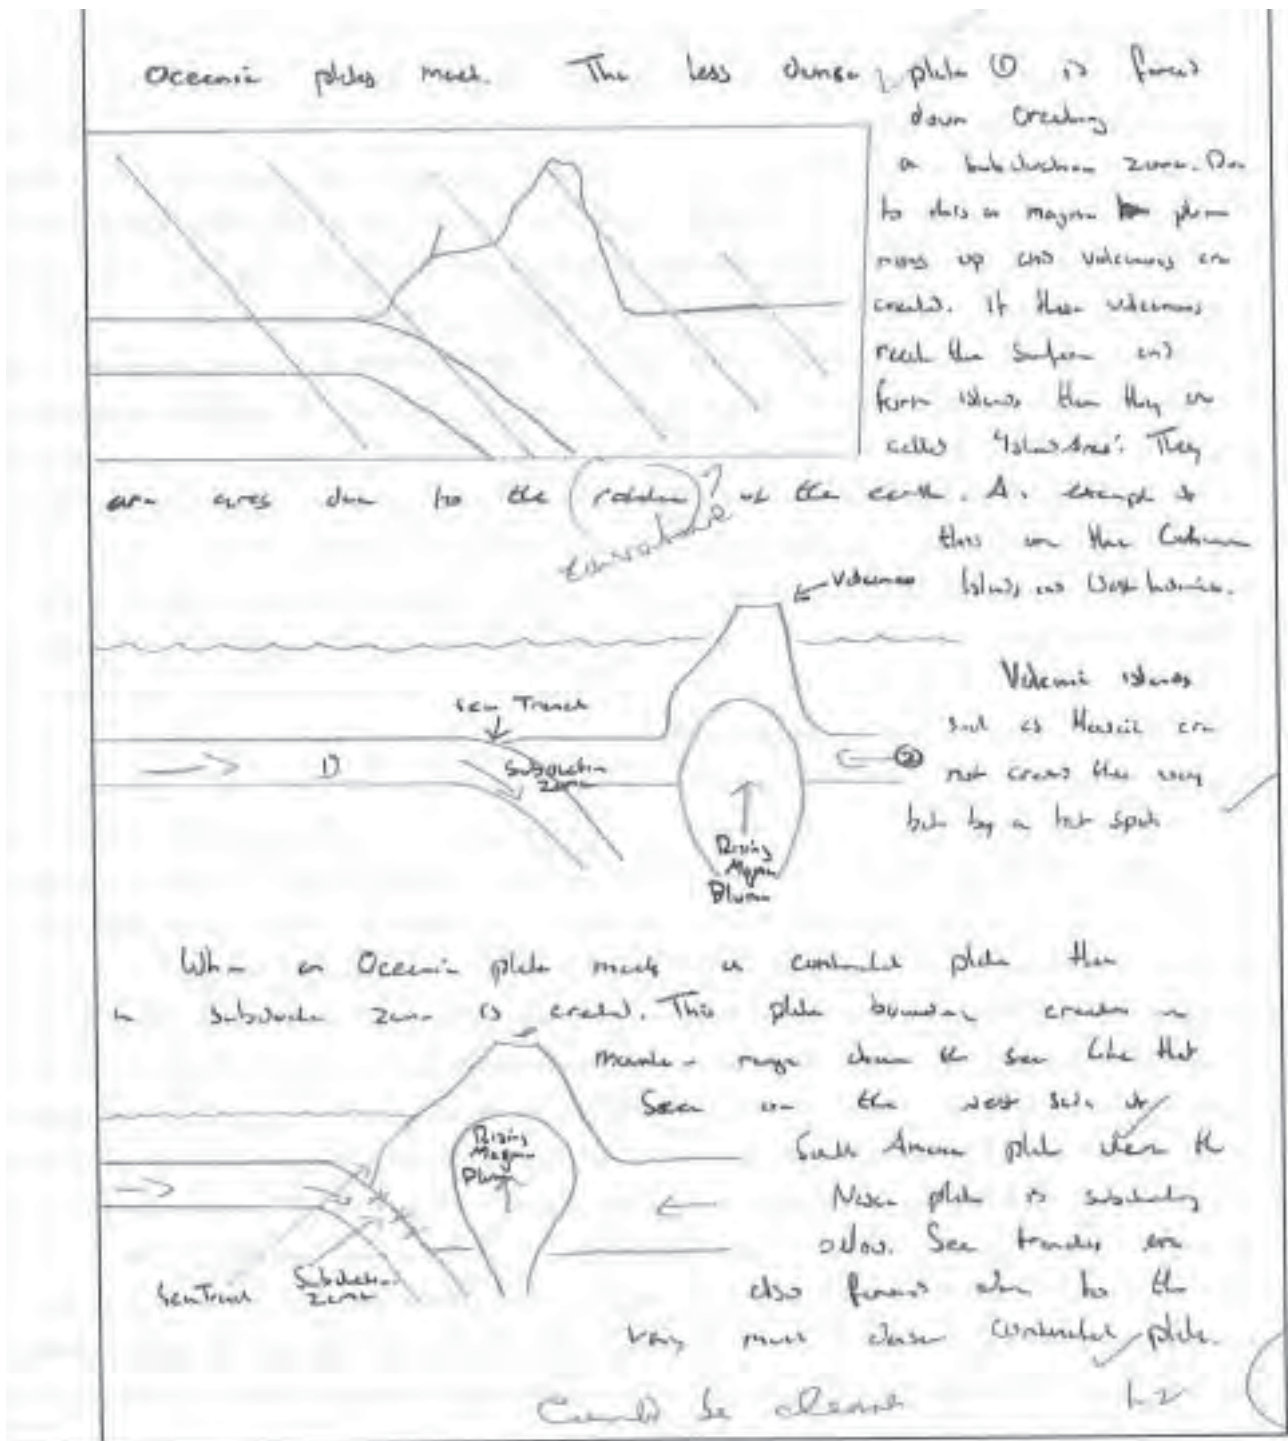 Oceanic plates meet. The less dense, plate ① is forced
down creating
a subduction zone. Due
to this a magma plume
rises up and volcanoes are
created. If these volcanoes
reach the surface and
form islands then they are
called "Island Arcs". They
are arcs due to the rotation ? of the earth. An example of
curvature
this are the
Islands and West
Volcanoes
Volcanic islands
such as Hawaii are
not created this way
but by a hot spot
Sea Trench
1)
Subduction
Zone
②
Rising
Magma
Plume
When an Oceanic plate meets a continental plate then
a subduction zone is created. This plate boundary creates a
mountain range down the sea like that
seen on the west side of
South America plate where the
Nazca plate is subducting
below. Sea trenches are
also formed due to the
very much denser continental plate.
Rising
Magma
Plume
Sea Trench
Subduction
Zone
Could be clearer
L2